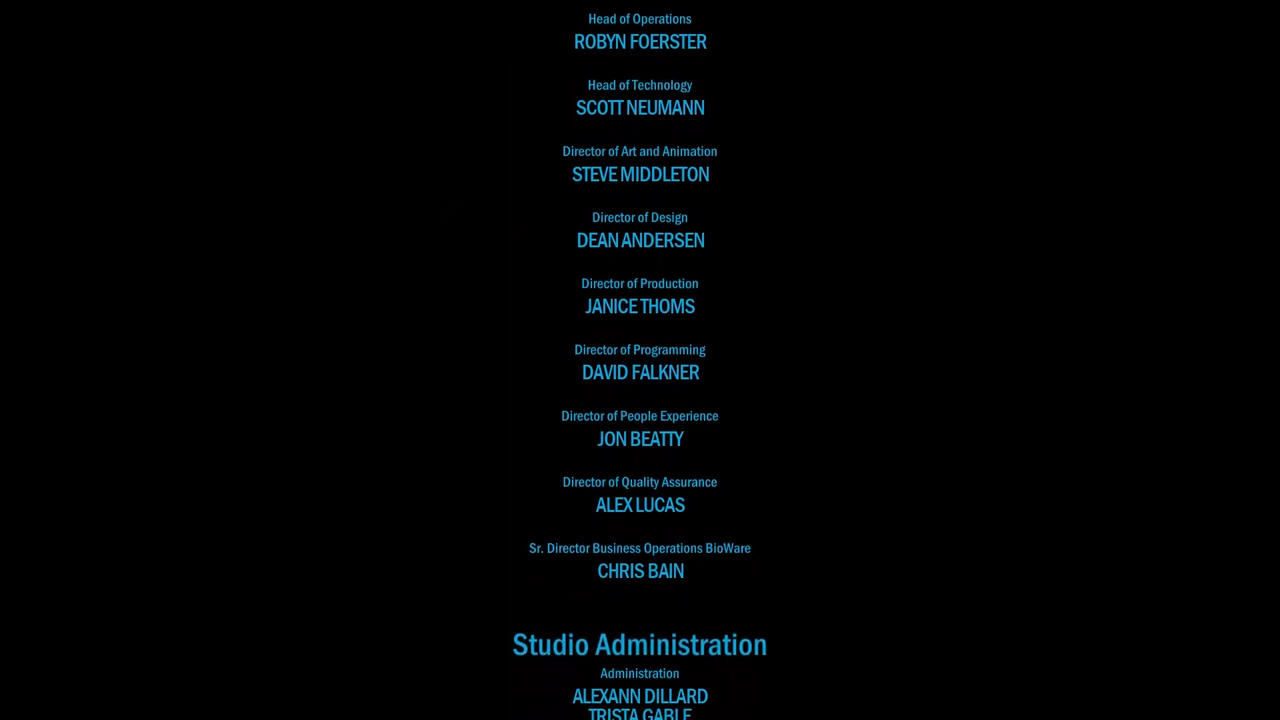 Head of Operations
ROBYN FOERSTER
Head of Technology
SCOTT NEUMANN
Director of Art and Animation
STEVE MIDDLETON
Director of Design
DEAN ANDERSEN
Director of Production
JANICE THOMS
Director of Programming
DAVID FALKNER
Director of People Experience
JON BEATTY
Director of Quality Assurance
ALEX LUCAS
Sr. Director Business Operations BioWare
CHRIS BAIN
Studio Administration
Administration
ALEXANN DILLARD
TRISTA GABLE